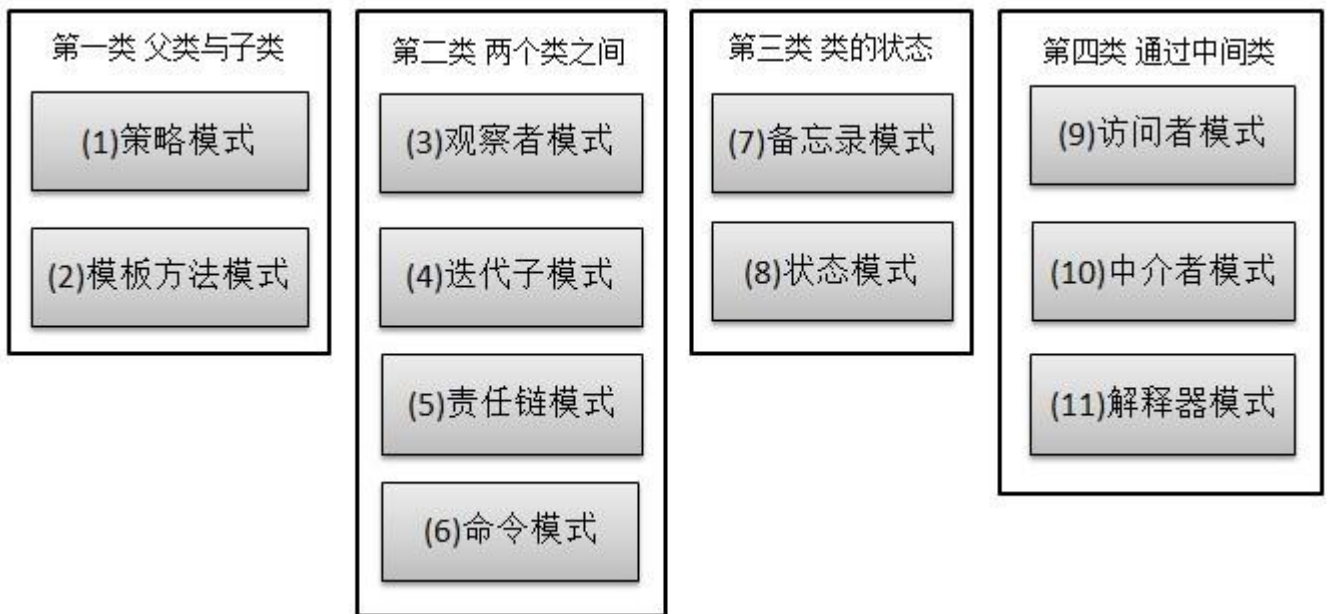 第一类 父类与子类
(1)策略模式
(2)模板方法模式
第二类 两个类之间
(3)观察者模式
(4)迭代子模式
(5)责任链模式
(6)命令模式
第三类 类的状态
(7)备忘录模式
(8)状态模式
第四类 通过中间类
(9)访问者模式
(10)中介者模式
(11)解释器模式